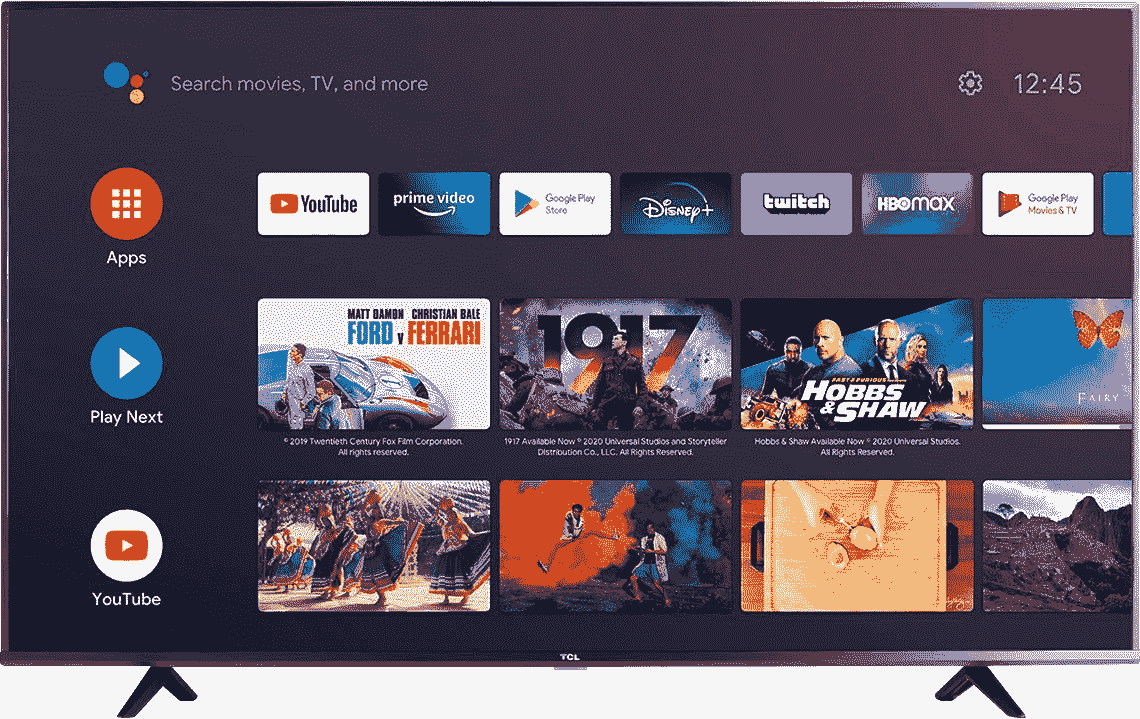 Search movies, TV, and more
12:45
Apps
YouTube
prime video
Google Play
Store
Disney+
twitch
HBOMAX
Google Play
Movies & TV
Play Next
MATT DAMON CHRISTIAN BALE
FORD v FERRARI
1917
FAST & FURIOUS
HOBBS
& SHAW
FAIRY
© 2019 Twentieth Century Fox Film Corporation.
All rights reserved.
1917 Available Now © 2020 Universal Studios and Storyteller
Distribution Co., LLC. All Rights Reserved.
Hobbs & Shaw Available Now © 2020 Universal Studios.
All Rights Reserved.
YouTube
TCL